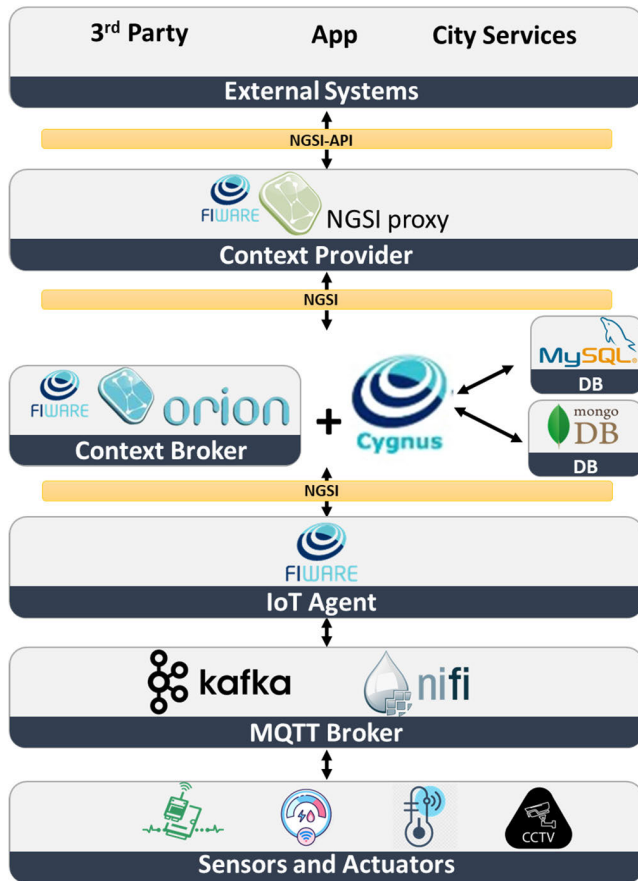 3rd Party App City Services
External Systems
NGSI-API
FIWARE NGSI proxy
Context Provider
NGSI
MySQL®
DB
FIWARE orion + Cygnus
mongo
DB
Context Broker
DB
NGSI
FIWARE
IoT Agent
kafka nifi
MQTT Broker
CCTV
Sensors and Actuators